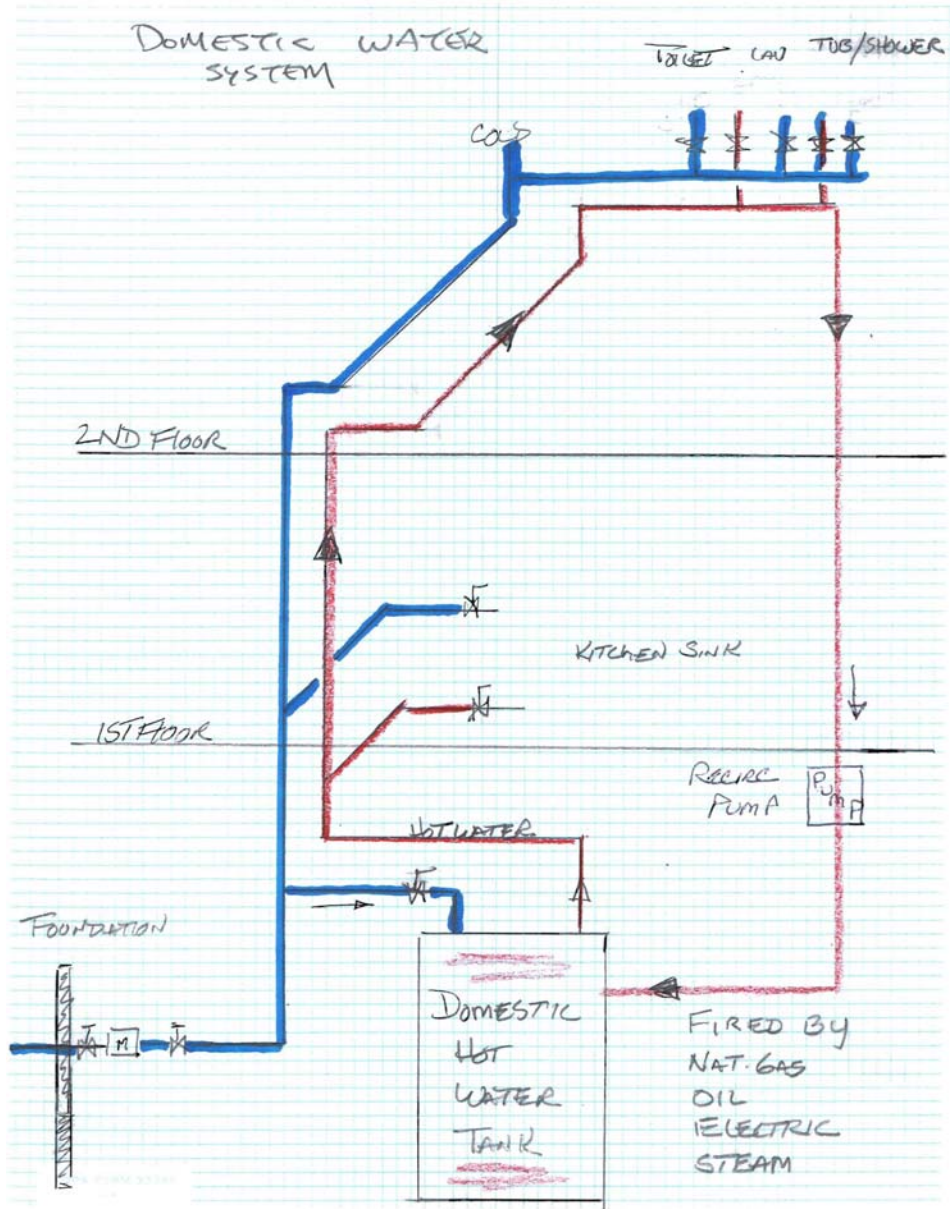 DOMESTIC WATER
SYSTEM
TOILET LAV TUB/SHOWER
COLD
2ND FLOOR
KITCHEN SINK
1ST FLOOR
RECIRC
PUMP
PUMP
HOT WATER
FOUNDATION
M
DOMESTIC
HOT
WATER
TANK
FIRED BY
NAT. GAS
OIL
ELECTRIC
STEAM